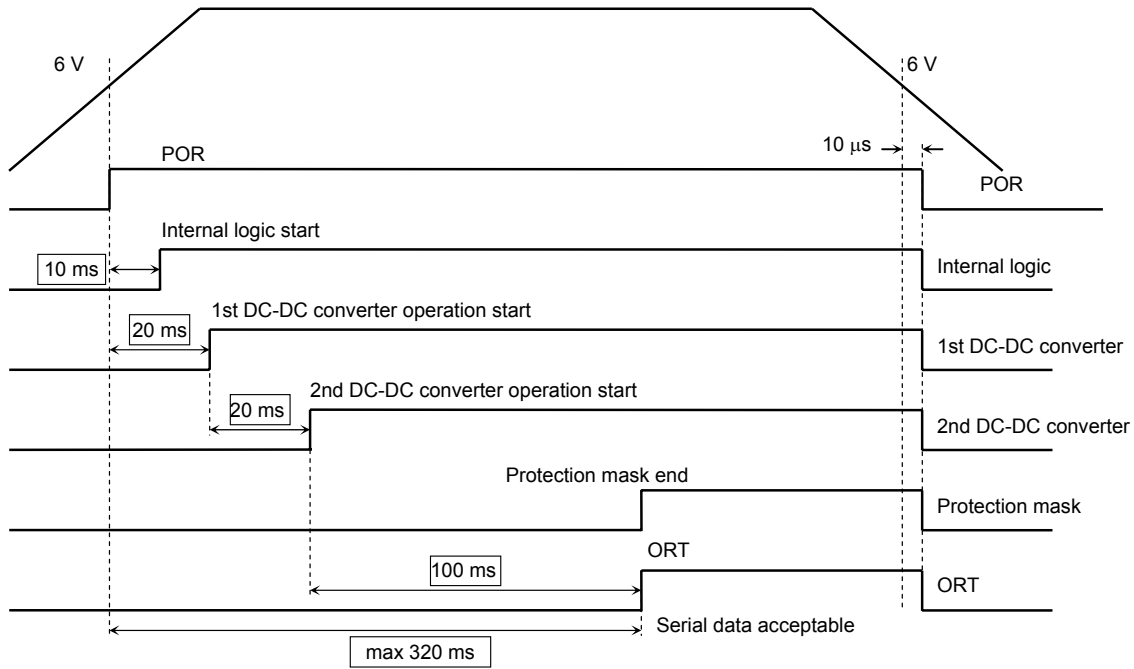 6 V
6 V
10 μs
POR
POR
Internal logic start
10 ms
Internal logic
1st DC-DC converter operation start
20 ms
1st DC-DC converter
2nd DC-DC converter operation start
20 ms
2nd DC-DC converter
Protection mask end
Protection mask
ORT
100 ms
ORT
Serial data acceptable
max 320 ms